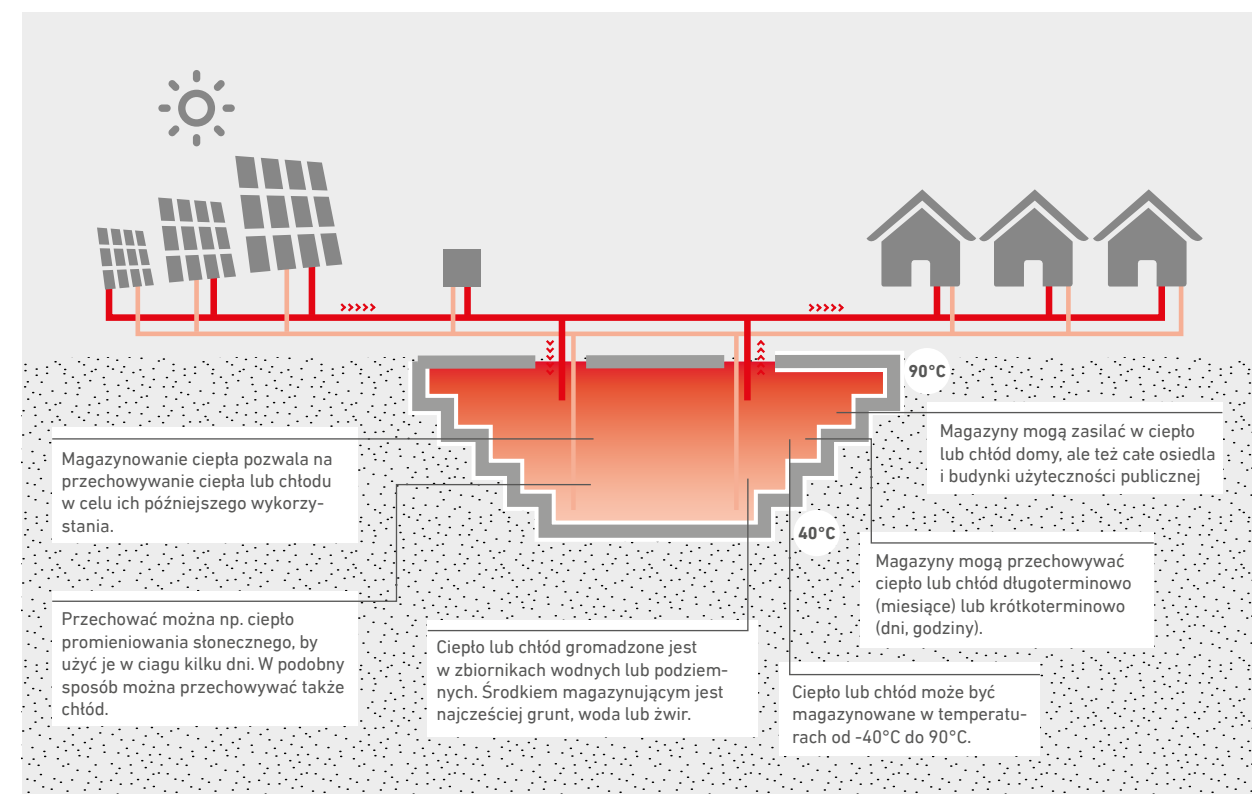 90°C
40°C
Magazynowanie ciepła pozwala na
przechowywanie ciepła lub chłodu
w celu ich późniejszego wykorzy-
stania.
Przechować można np. ciepło
promieniowania słonecznego, by
użyć je w ciagu kilku dni. W podobny
sposób można przechowywać także
chłód.
Ciepło lub chłód gromadzone jest
w zbiornikach wodnych lub podziem-
nych. Środkiem magazynującym jest
najcześciej grunt, woda lub żwir.
Magazyny mogą zasilać w ciepło
lub chłód domy, ale też całe osiedla
i budynki użyteczności publicznej
Magazyny mogą przechowywać
ciepło lub chłód długoterminowo
(miesiące) lub krótkoterminowo
(dni, godziny).
Ciepło lub chłód może być
magazynowane w temperatu-
rach od -40°C do 90°C.